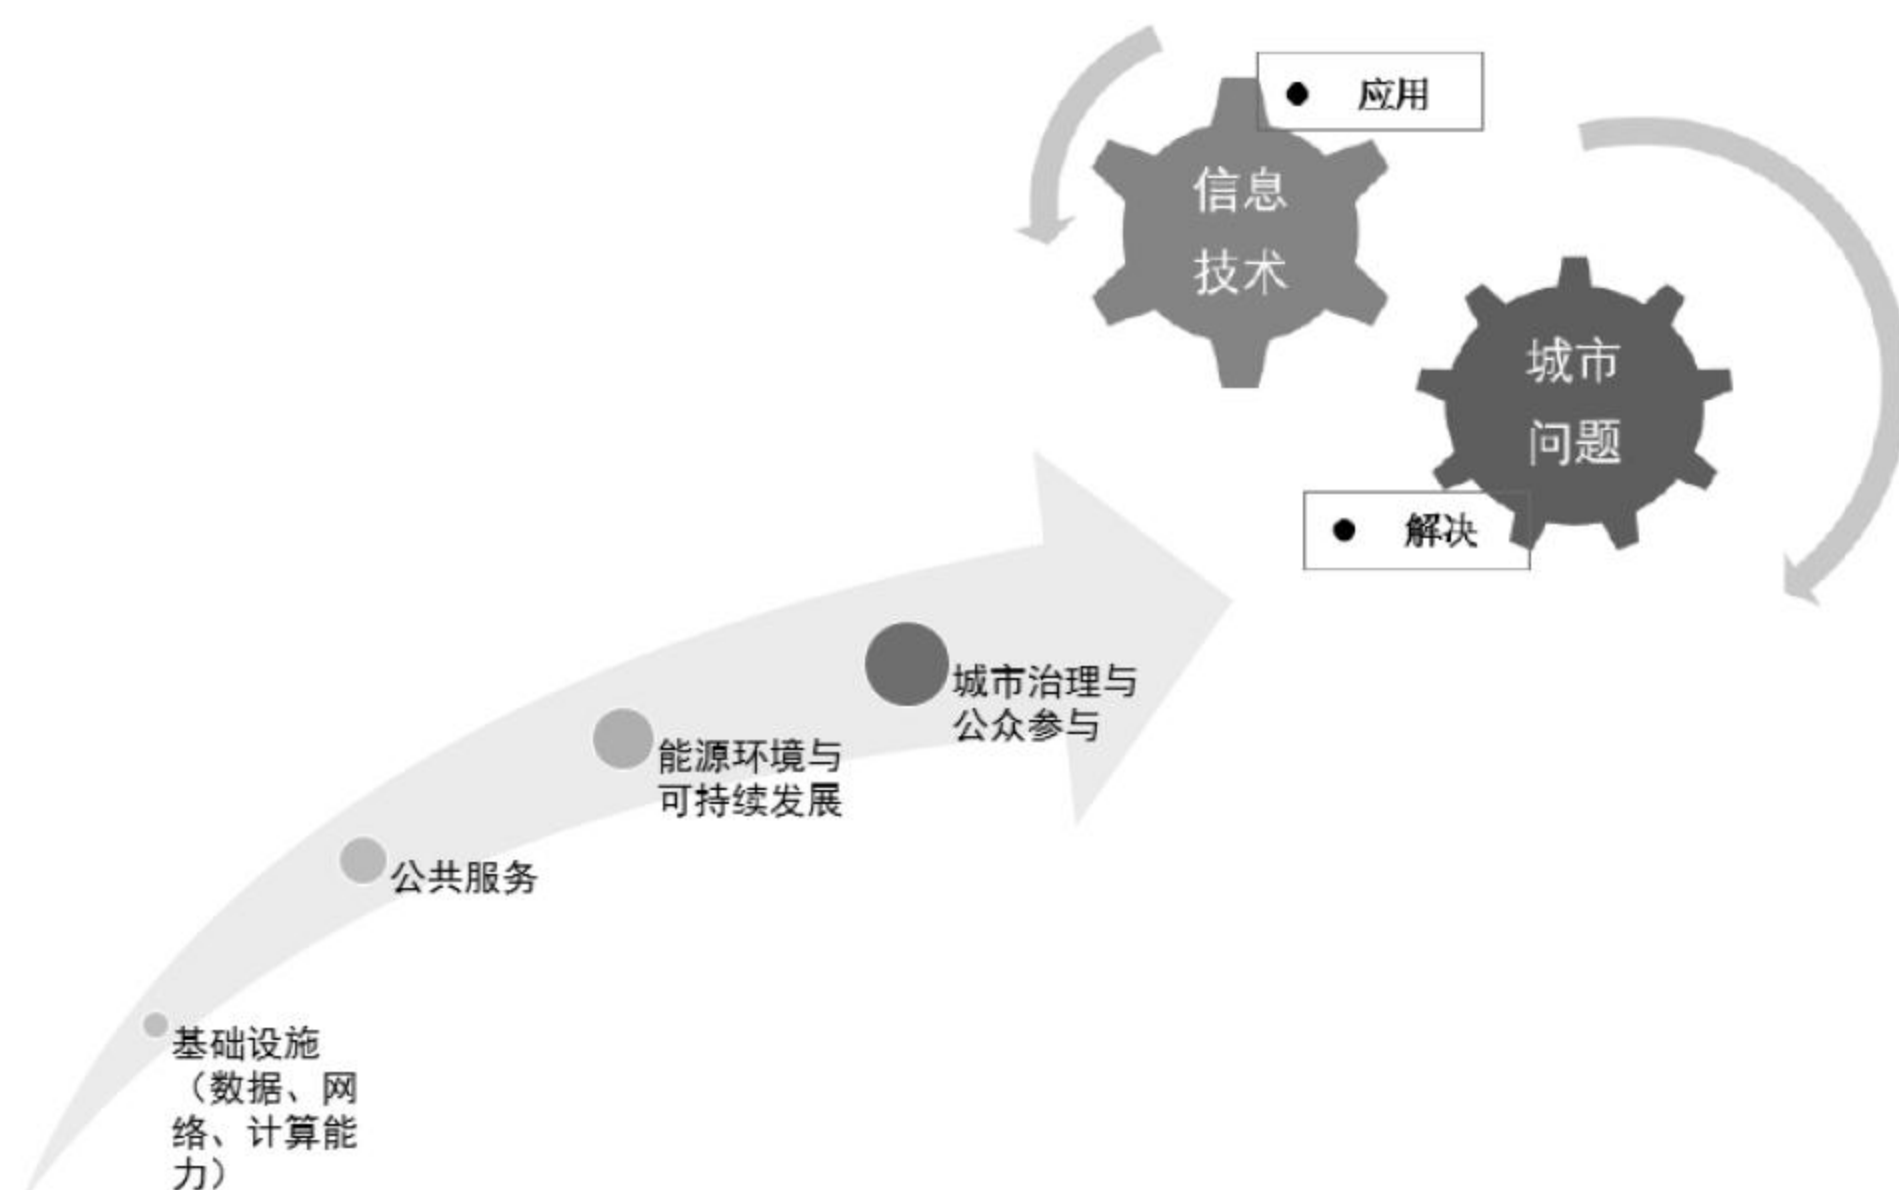 ● 应用
信息
技术
城市
问题
● 解决
城市治理与
公众参与
能源环境与
可持续发展
公共服务
基础设施
（数据、网
络、计算能
力）